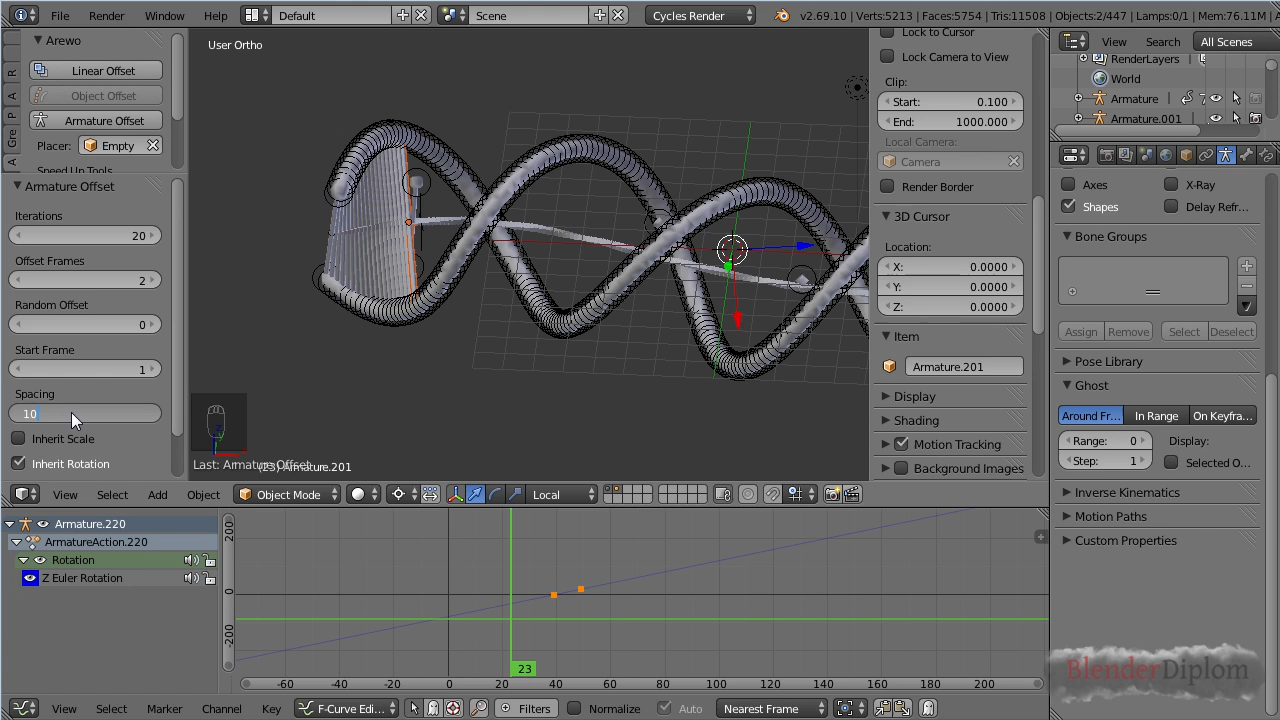 File Render Window Help Default Scene Cycles Render v2.69.10 | Verts:5213 | Faces:5754 | Tris:11508 | Objects:2/447 | Lamps:0/1 | Mem:76.11M
Arewo
Linear Offset
Object Offset
Armature Offset
Placer: Empty
Armature Offset
Iterations
20
Offset Frames
2
Random Offset
0
Start Frame
1
Spacing
10
Inherit Scale
Inherit Rotation
R
A
P
Gre
A
User Ortho
Last: Armature Offset
(23) Armature.201
Lock to Cursor
Lock Camera to View
Clip:
Start: 0.100
End: 1000.000
Local Camera:
Camera
Render Border
3D Cursor
Location:
X: 0.0000
Y: 0.0000
Z: 0.0000
Item
Armature.201
Display
Shading
Motion Tracking
Background Images
View Search All Scenes
RenderLayers
World
Armature
Armature.001
Axes X-Ray
Shapes Delay Refr...
Bone Groups
Assign Remove Select Deselect
Pose Library
Ghost
Around Fr... In Range On Keyfra...
Range: 0 Display:
Step: 1 Selected O...
Inverse Kinematics
Motion Paths
Custom Properties
View Select Add Object Object Mode Local
Armature.220
ArmatureAction.220
Rotation
Z Euler Rotation
200
0
-200
23
-60 -40 -20 0 20 40 60 80 100 120 140 160 180 200
View Select Marker Channel Key F-Curve Edi... Filters Normalize Auto Nearest Frame
BlenderDiplom